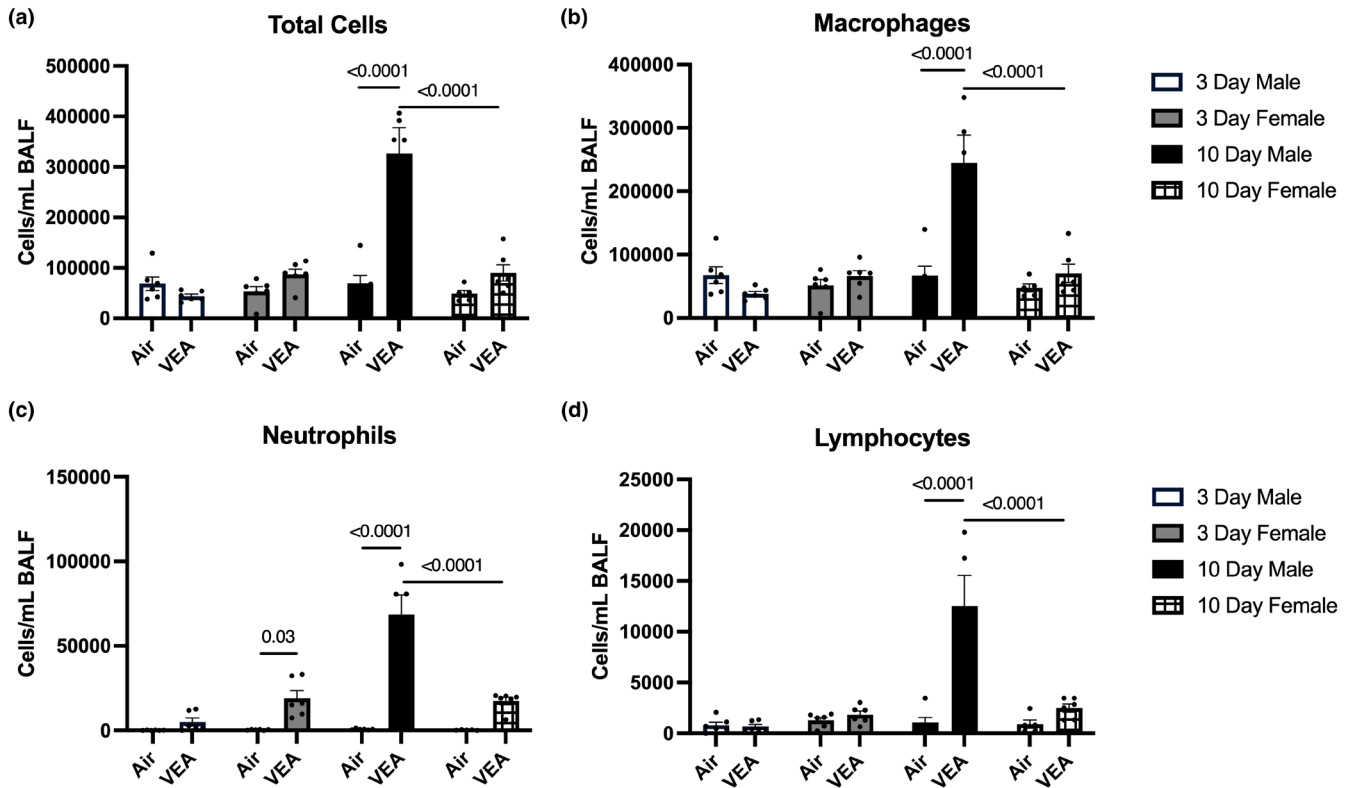 (a)
Total Cells
Cells/mL BALF
500000
400000
300000
200000
100000
0
<0.0001
<0.0001
Air VEA Air VEA Air VEA Air VEA
(b)
Macrophages
Cells/mL BALF
400000
300000
200000
100000
0
<0.0001
<0.0001
Air VEA Air VEA Air VEA Air VEA
3 Day Male
3 Day Female
10 Day Male
10 Day Female
(c)
Neutrophils
Cells/mL BALF
150000
100000
50000
0
0.03
<0.0001
<0.0001
Air VEA Air VEA Air VEA Air VEA
(d)
Lymphocytes
Cells/mL BALF
25000
20000
15000
10000
5000
0
<0.0001
<0.0001
Air VEA Air VEA Air VEA Air VEA
3 Day Male
3 Day Female
10 Day Male
10 Day Female